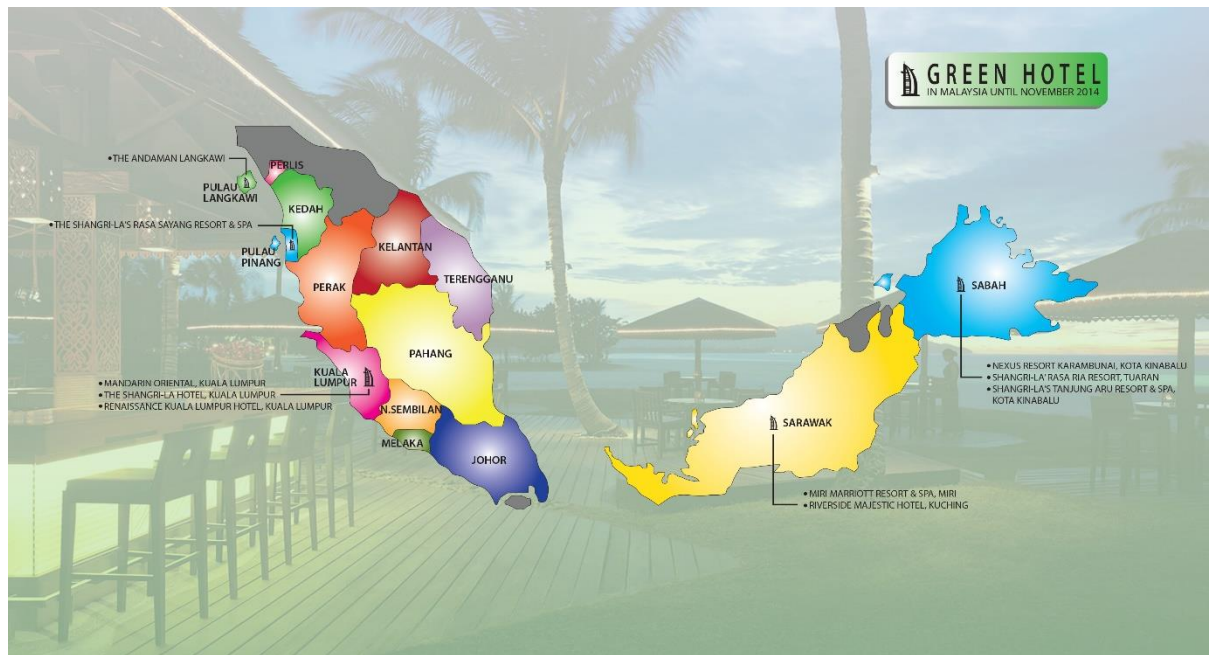 GREEN HOTEL
IN MALAYSIA UNTIL NOVEMBER 2014
• THE ANDAMAN LANGKAWI
PERLIS
PULAU
LANGKAWI
KEDAH
• THE SHANGRI-LA'S RASA SAYANG RESORT & SPA
PULAU
PINANG
KELANTAN
TERENGGANU
PERAK
PAHANG
KUALA
LUMPUR
• MANDARIN ORIENTAL, KUALA LUMPUR
• THE SHANGRI-LA HOTEL, KUALA LUMPUR
• RENAISSANCE KUALA LUMPUR HOTEL, KUALA LUMPUR
N.SEMBILAN
MELAKA
JOHOR
SABAH
• NEXUS RESORT KARAMBUNAI, KOTA KINABALU
• SHANGRI-LA' RASA RIA RESORT, TUARAN
• SHANGRI-LA'S TANJUNG ARU RESORT & SPA,
KOTA KINABALU
SARAWAK
• MIRI MARRIOTT RESORT & SPA, MIRI
• RIVERSIDE MAJESTIC HOTEL, KUCHING